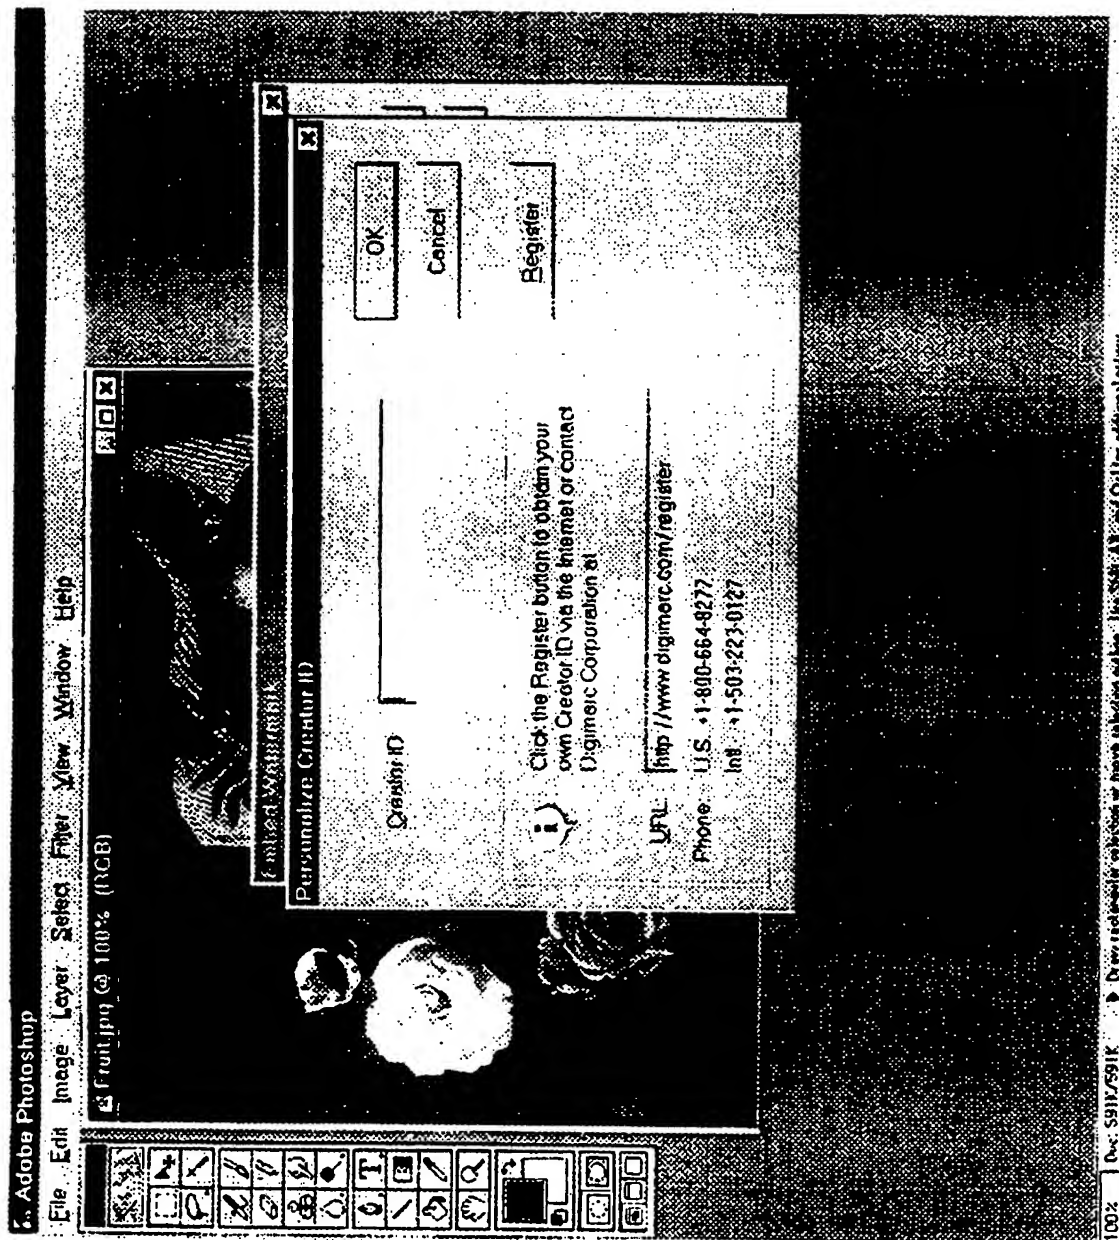 Adobe Photoshop
File Edit Image Layer Select Filter View Window Help
Fruit.jpg @ 100% (RGB)
Embed Watermark
Personalize Creator ID
Creator ID
OK
Cancel
Register
Click the Register button to obtain your
own Creator ID via the Internet or contact
Digimarc Corporation at
URL: http://www.digimarc.com/register
Phone: U.S. +1-800-664-8277
Intl +1-503-223-0127
100%